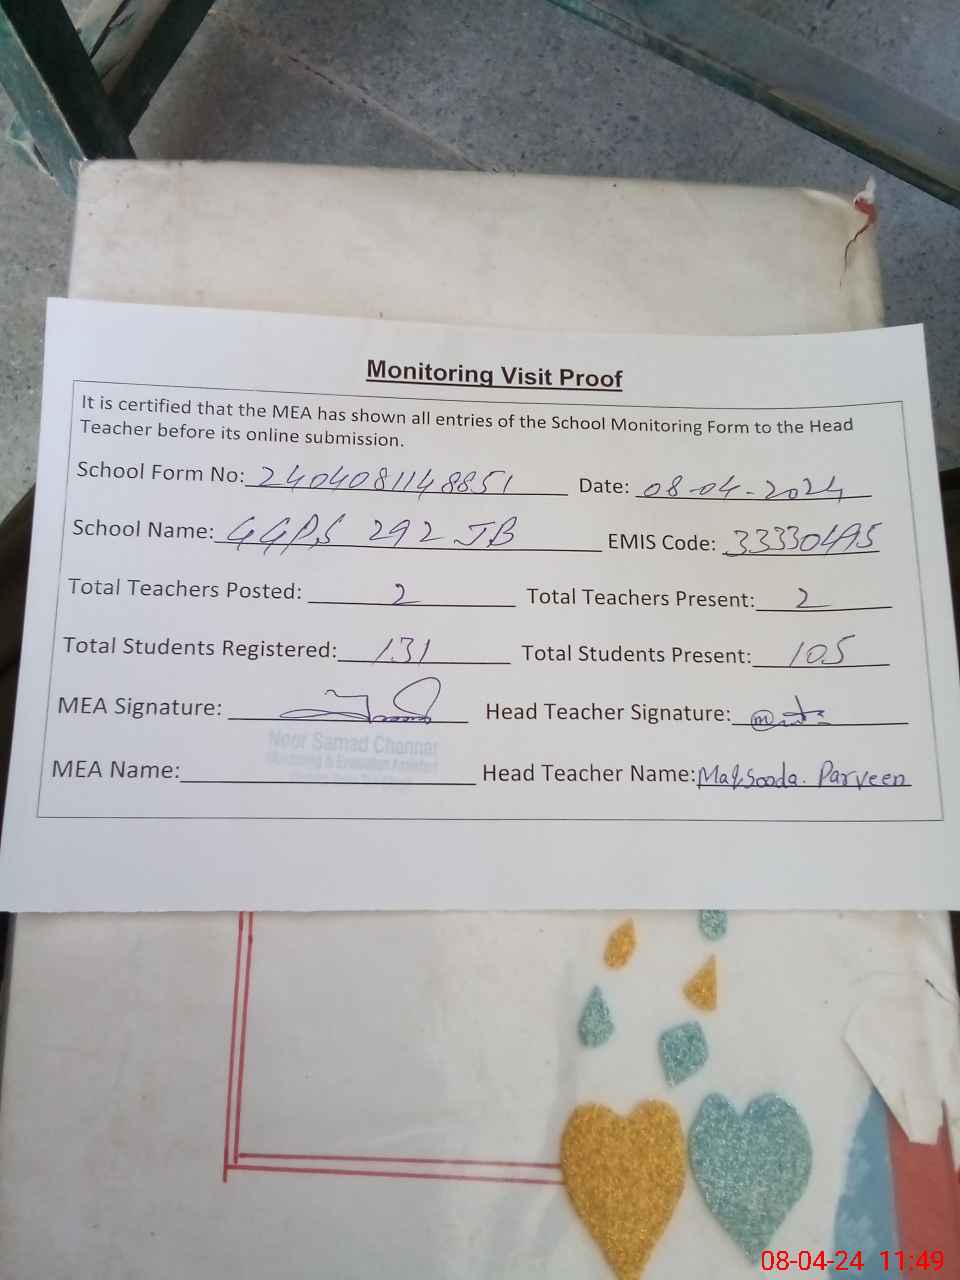 Monitoring Visit Proof
It is certified that the MEA has shown all entries of the School Monitoring Form to the Head
Teacher before its online submission.
School Form No: 2404081148851 Date: 08-04-2024
School Name: GGPS 292 JB EMIS Code: 33330495
Total Teachers Posted: 2 Total Teachers Present: 2
Total Students Registered: 131 Total Students Present: 105
MEA Signature: Head Teacher Signature:
Noor Samad Channar
Monitoring & Evaluation Assistant
MEA Name: Head Teacher Name: Maqsooda. Parveen
08-04-24 11:49